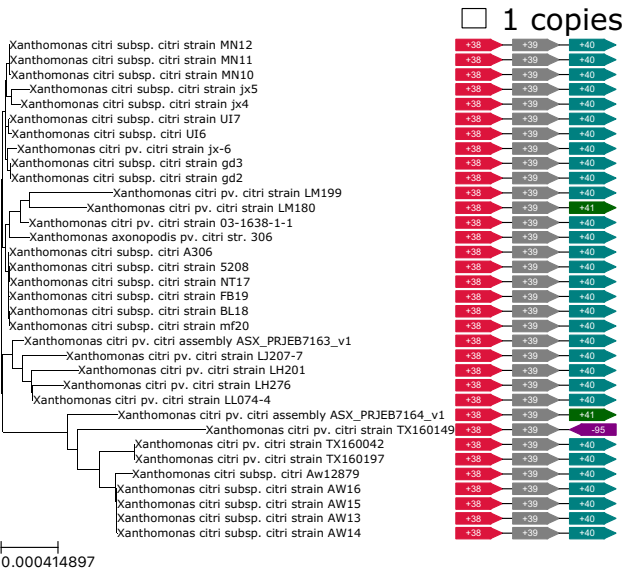 1 copies
Xanthomonas citri subsp. citri strain MN12 +38 +39 +40
Xanthomonas citri subsp. citri strain MN11 +38 +39 +40
Xanthomonas citri subsp. citri strain MN10 +38 +39 +40
Xanthomonas citri subsp. citri strain jx5 +38 +39 +40
Xanthomonas citri subsp. citri strain jx4 +38 +39 +40
Xanthomonas citri subsp. citri strain UI7 +38 +39 +40
Xanthomonas citri subsp. citri UI6 +38 +39 +40
Xanthomonas citri pv. citri strain jx-6 +38 +39 +40
Xanthomonas citri subsp. citri strain gd3 +38 +39 +40
Xanthomonas citri subsp. citri strain gd2 +38 +39 +40
Xanthomonas citri pv. citri strain LM199 +38 +39 +40
Xanthomonas citri pv. citri strain LM180 +38 +39 +41
Xanthomonas citri pv. citri strain 03-1638-1-1 +38 +39 +40
Xanthomonas axonopodis pv. citri str. 306 +38 +39 +40
Xanthomonas citri subsp. citri A306 +38 +39 +40
Xanthomonas citri subsp. citri strain 5208 +38 +39 +40
Xanthomonas citri subsp. citri strain NT17 +38 +39 +40
Xanthomonas citri subsp. citri strain FB19 +38 +39 +40
Xanthomonas citri subsp. citri strain BL18 +38 +39 +40
Xanthomonas citri subsp. citri strain mf20 +38 +39 +40
Xanthomonas citri pv. citri assembly ASX_PRJEB7163_v1 +38 +39 +40
Xanthomonas citri pv. citri strain LJ207-7 +38 +39 +40
Xanthomonas citri pv. citri strain LH201 +38 +39 +40
Xanthomonas citri pv. citri strain LH276 +38 +39 +40
Xanthomonas citri pv. citri strain LL074-4 +38 +39 +40
Xanthomonas citri pv. citri assembly ASX_PRJEB7164_v1 +38 +39 +41
Xanthomonas citri pv. citri strain TX160149 +38 +39 -95
Xanthomonas citri pv. citri strain TX160042 +38 +39 +40
Xanthomonas citri pv. citri strain TX160197 +38 +39 +40
Xanthomonas citri subsp. citri Aw12879 +38 +39 +40
Xanthomonas citri subsp. citri strain AW16 +38 +39 +40
Xanthomonas citri subsp. citri strain AW15 +38 +39 +40
Xanthomonas citri subsp. citri strain AW13 +38 +39 +40
Xanthomonas citri subsp. citri strain AW14 +38 +39 +40
0.000414897